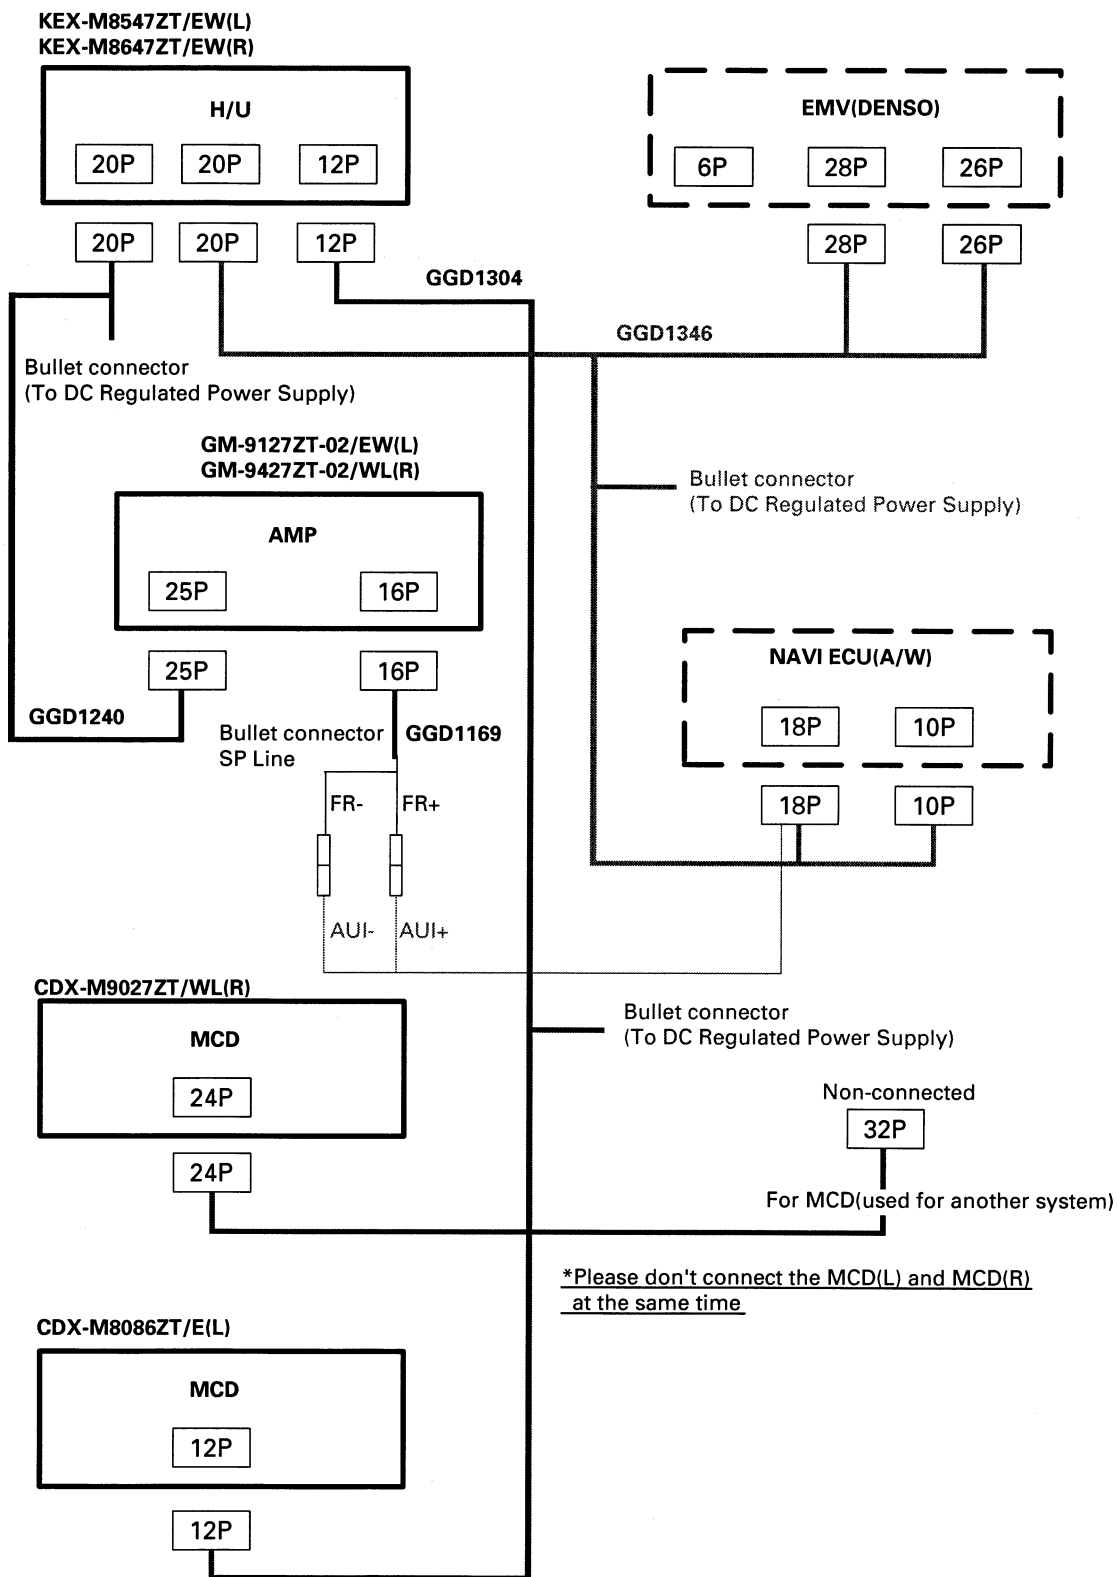 KEX-M8547ZT/EW(L)
KEX-M8647ZT/EW(R)
H/U
20P
20P
12P
20P
20P
12P
EMV(DENSO)
6P
28P
26P
28P
26P
GGD1304
GGD1346
Bullet connector
(To DC Regulated Power Supply)
GM-9127ZT-02/EW(L)
GM-9427ZT-02/WL(R)
AMP
25P
16P
25P
16P
Bullet connector
(To DC Regulated Power Supply)
NAVI ECU(A/W)
18P
10P
18P
10P
GGD1240
Bullet connector
SP Line
GGD1169
FR-
FR+
AUI-
AUI+
CDX-M9027ZT/WL(R)
MCD
24P
24P
Bullet connector
(To DC Regulated Power Supply)
Non-connected
32P
For MCD(used for another system)
*Please don't connect the MCD(L) and MCD(R)
at the same time
CDX-M8086ZT/E(L)
MCD
12P
12P